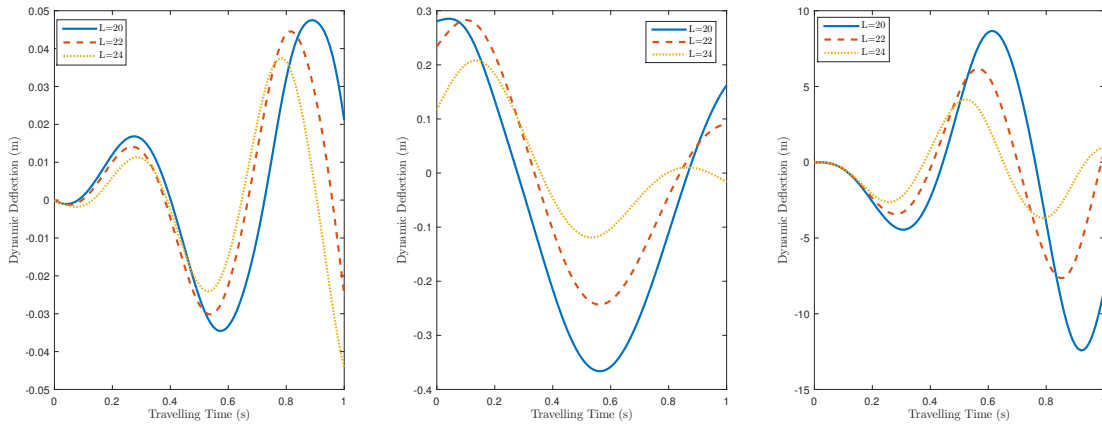 0.05
0.04
0.03
0.02
0.01
0
-0.01
-0.02
-0.03
-0.04
-0.05
0
0.2
0.4
0.6
0.8
1
Dynamic Deflection (m)
Travelling Time (s)
L=20
L=22
L=24
0.3
0.2
0.1
0
-0.1
-0.2
-0.3
-0.4
0
0.2
0.4
0.6
0.8
1
Dynamic Deflection (m)
Travelling Time (s)
L=20
L=22
L=24
10
5
0
-5
-10
-15
0
0.2
0.4
0.6
0.8
Dynamic Deflection (m)
Travelling Time (s)
L=20
L=22
L=24